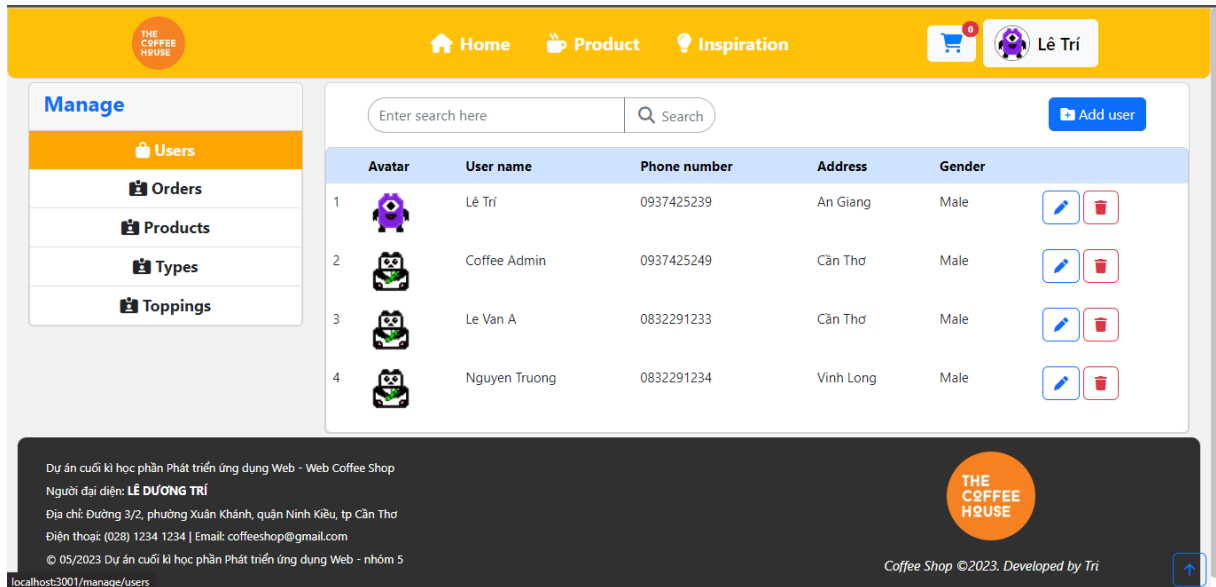 THE
COFFEE
HOUSE
Home Product Inspiration
0
Lê Trí
Manage
Users
Orders
Products
Types
Toppings
Enter search here Search
Add user
Avatar User name Phone number Address Gender
1 Lê Trí 0937425239 An Giang Male
2 Coffee Admin 0937425249 Cần Thơ Male
3 Le Van A 0832291233 Cần Thơ Male
4 Nguyen Truong 0832291234 Vinh Long Male
Dự án cuối kì học phần Phát triển ứng dụng Web - Web Coffee Shop
Người đại diện: LÊ DƯƠNG TRÍ
Địa chỉ: Đường 3/2, phường Xuân Khánh, quận Ninh Kiều, tp Cần Thơ
Điện thoại: (028) 1234 1234 | Email: coffeeshop@gmail.com
© 05/2023 Dự án cuối kì học phần Phát triển ứng dụng Web - nhóm 5
THE
COFFEE
HOUSE
Coffee Shop ©2023. Developed by Tri
localhost:3001/manage/users